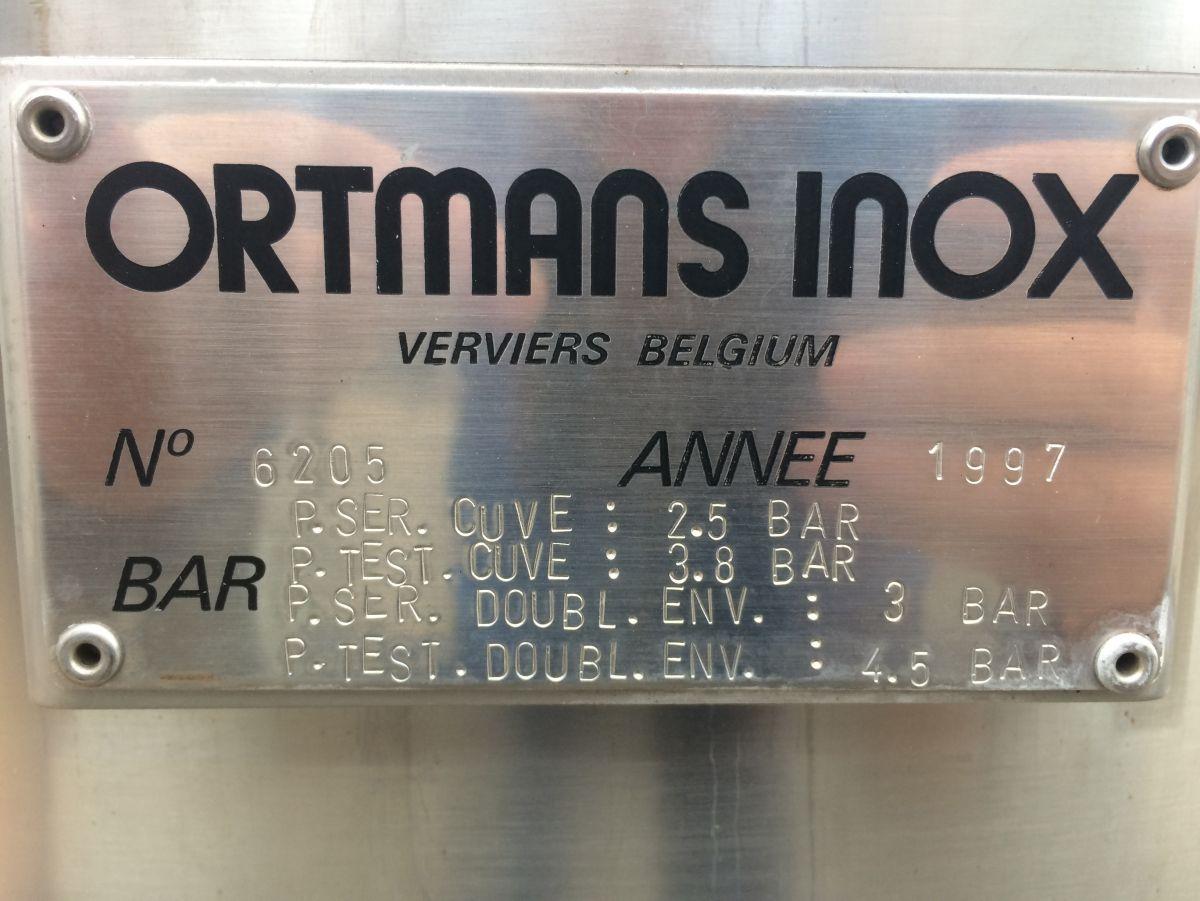 ORTMANS INOX
VERVIERS BELGIUM
Nº 6205 ANNEE 1997
P.SER. CUVE : 2.5 BAR
P.TEST.CUVE : 3.8 BAR
BAR
P.SER. DOUBL.ENV. : 3 BAR
P-TEST.DOUBL.ENV. : 4.5 BAR